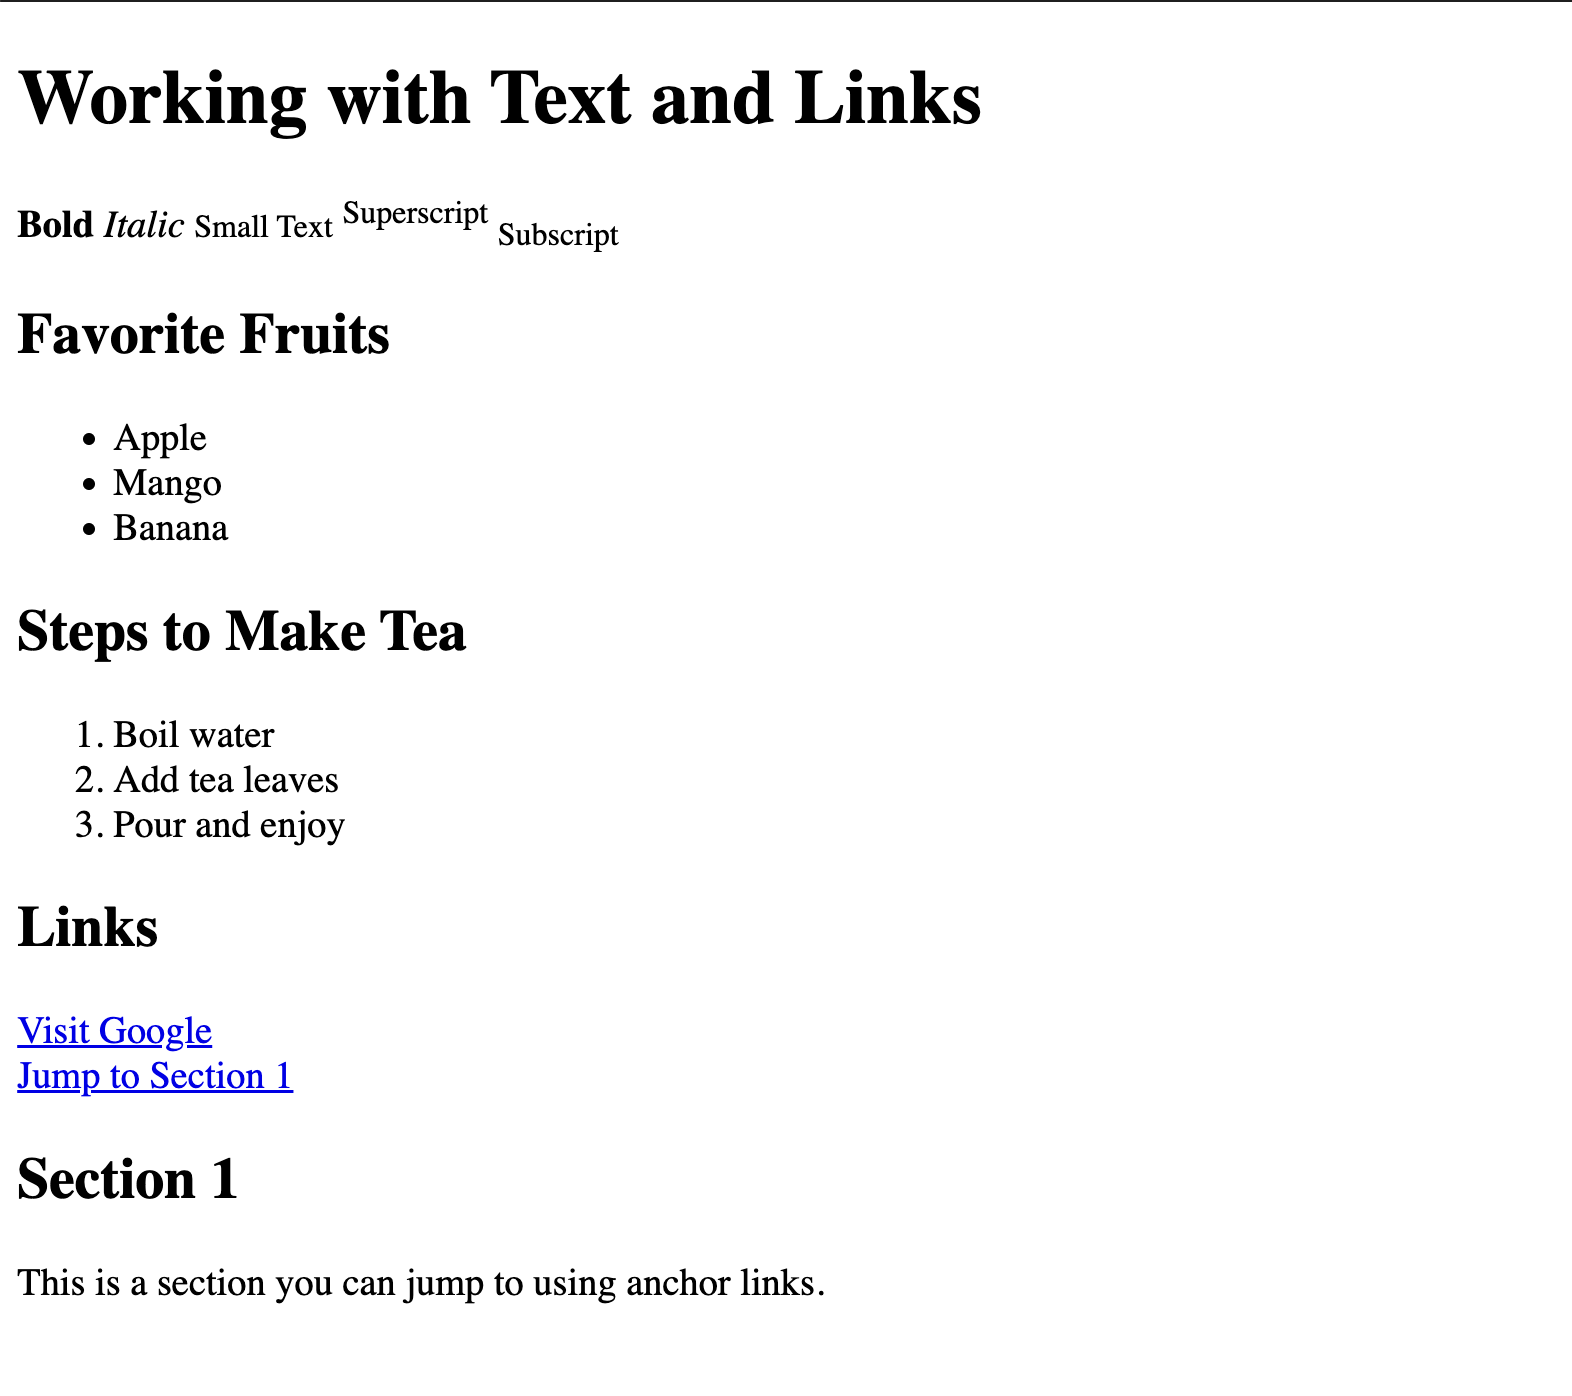 Working with Text and Links
Bold Italic Small Text Superscript Subscript
Favorite Fruits
• Apple
• Mango
• Banana
Steps to Make Tea
1. Boil water
2. Add tea leaves
3. Pour and enjoy
Links
Visit Google
Jump to Section 1
Section 1
This is a section you can jump to using anchor links.